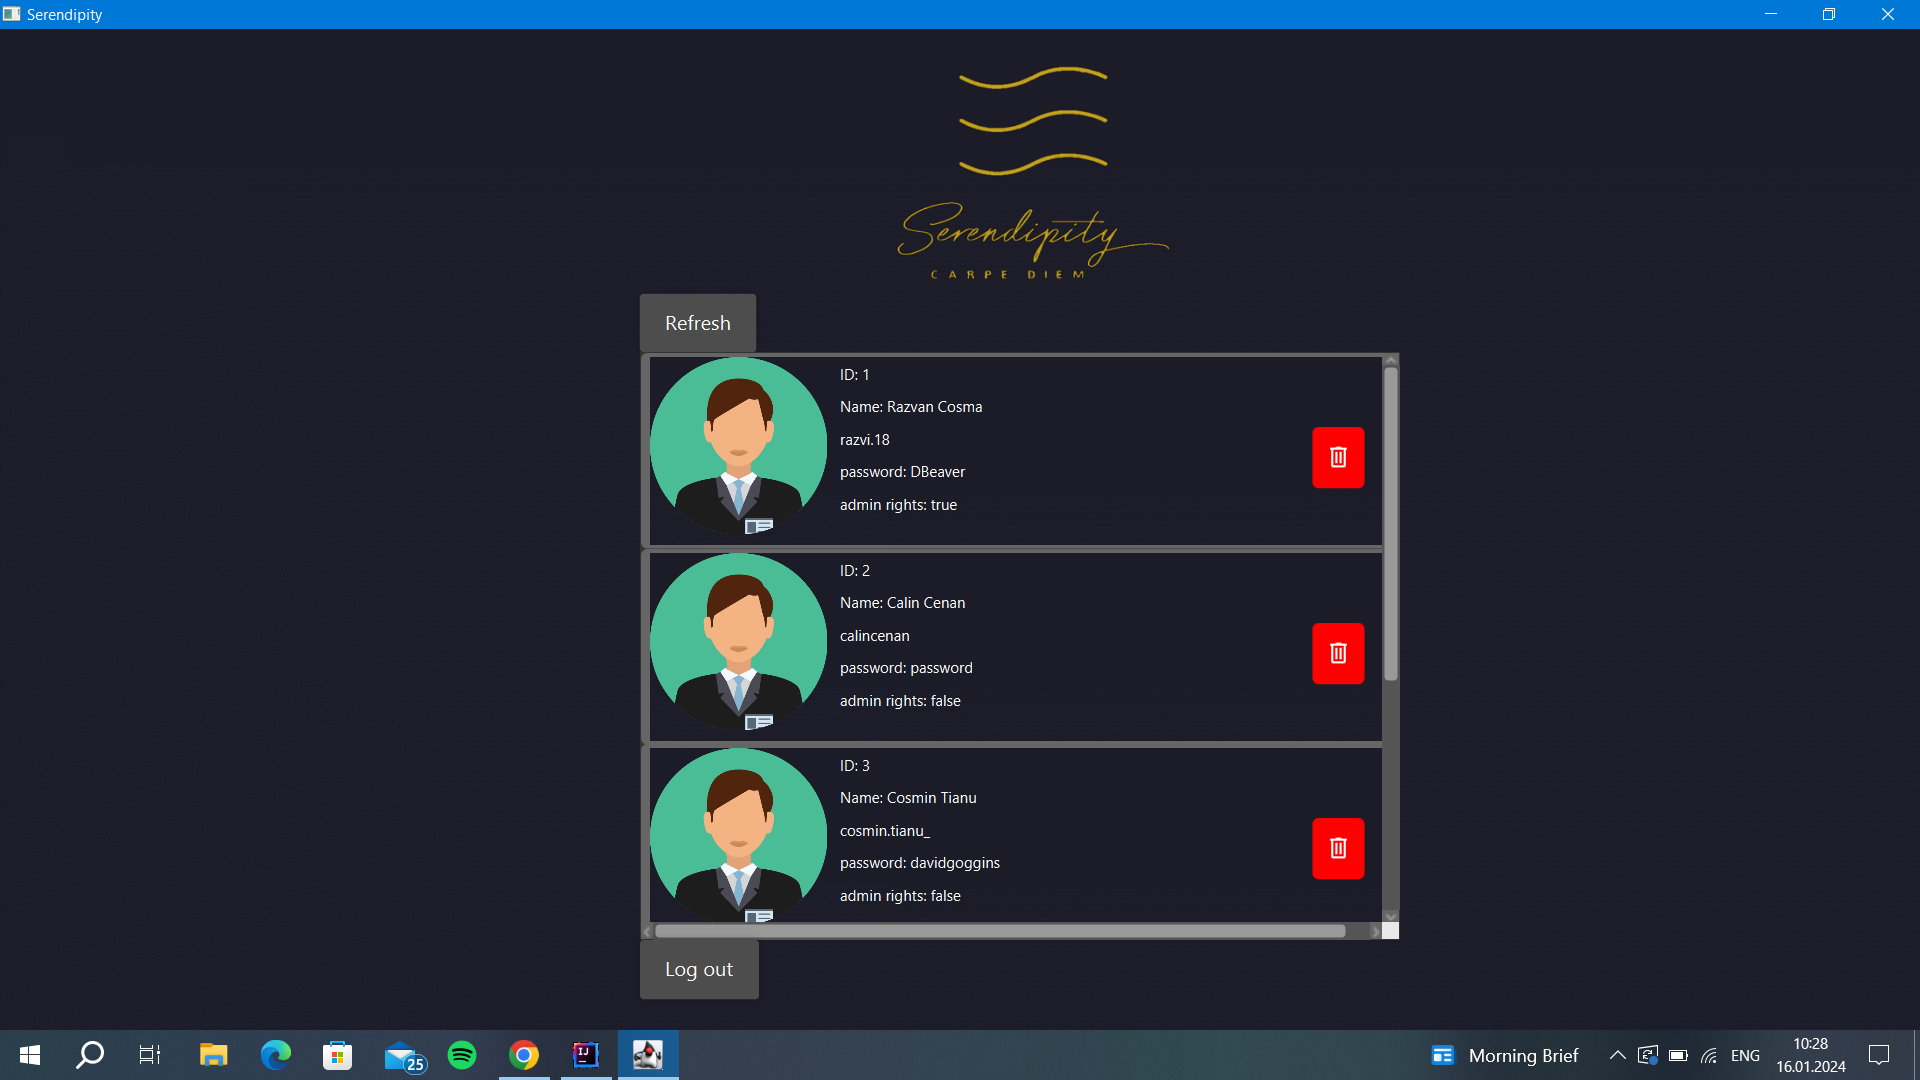 Serendipity
Serendipity
CARPE DIEM
Refresh
ID: 1
Name: Razvan Cosma
razvi.18
password: DBeaver
admin rights: true
ID: 2
Name: Calin Cenan
calincenan
password: password
admin rights: false
ID: 3
Name: Cosmin Tianu
cosmin.tianu_
password: davidgoggins
admin rights: false
Log out
25
IJ
Morning Brief
ENG
10:28
16.01.2024